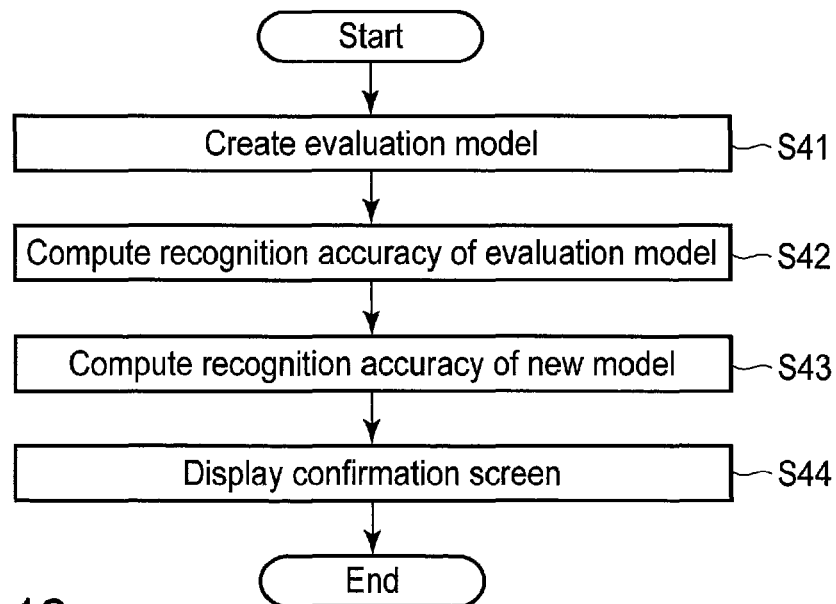 Start
Create evaluation model
S41
Compute recognition accuracy of evaluation model
S42
Compute recognition accuracy of new model
S43
Display confirmation screen
S44
End